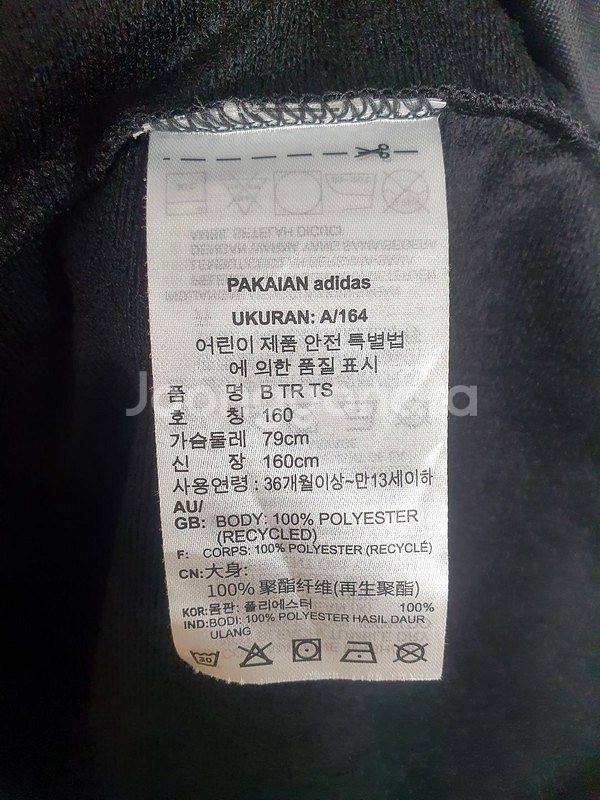 PAKAIAN adidas
UKURAN: A/164
어린이 제품 안전 특별법
에 의한 품질 표시
품 명 B TR TS
호 칭 160
가슴둘레 79cm
신 장 160cm
사용연령 : 36개월이상~만13세이하
AU/
GB: BODY: 100% POLYESTER
(RECYCLED)
F: CORPS: 100% POLYESTER (RECYCLÉ)
CN: 大身:
100% 聚酯纤维(再生聚酯)
KOR: 몸판: 폴리에스터 100%
IND: BODI: 100% POLYESTER HASIL DAUR
ULANG
30
Joonggonara